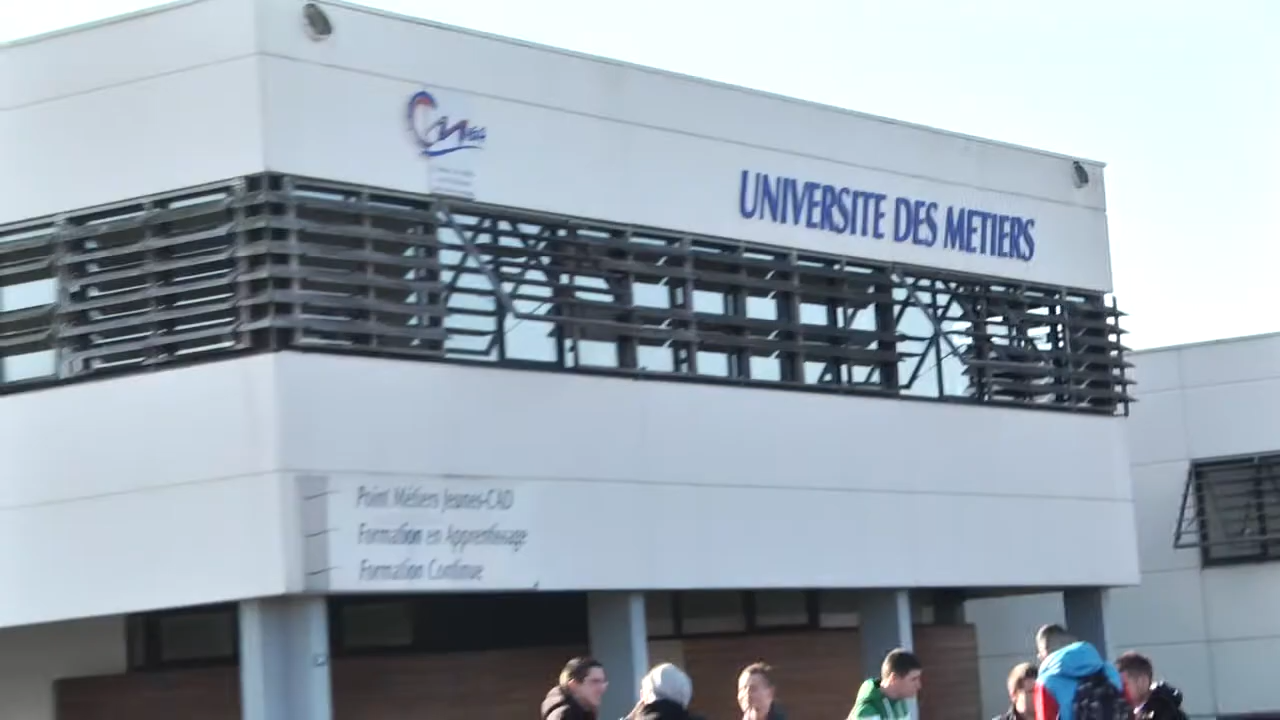 UNIVERSITE DES METIERS
Point Métiers Jeunes-CAD
Formation en Apprentissage
Formation Continue